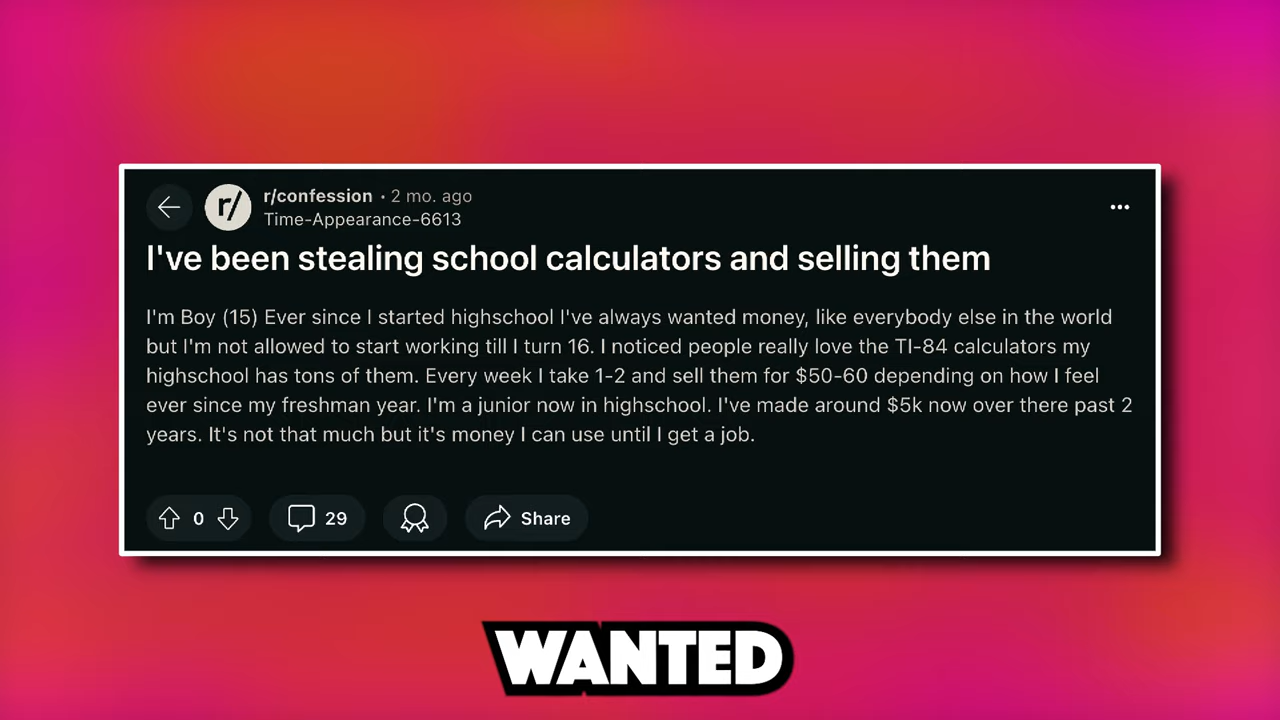 r/confession · 2 mo. ago
Time-Appearance-6613
I've been stealing school calculators and selling them
I'm Boy (15) Ever since I started highschool I've always wanted money, like everybody else in the world
but I'm not allowed to start working till I turn 16. I noticed people really love the TI-84 calculators my
highschool has tons of them. Every week I take 1-2 and sell them for $50-60 depending on how I feel
ever since my freshman year. I'm a junior now in highschool. I've made around $5k now over there past 2
years. It's not that much but it's money I can use until I get a job.
0 29 Share
WANTED